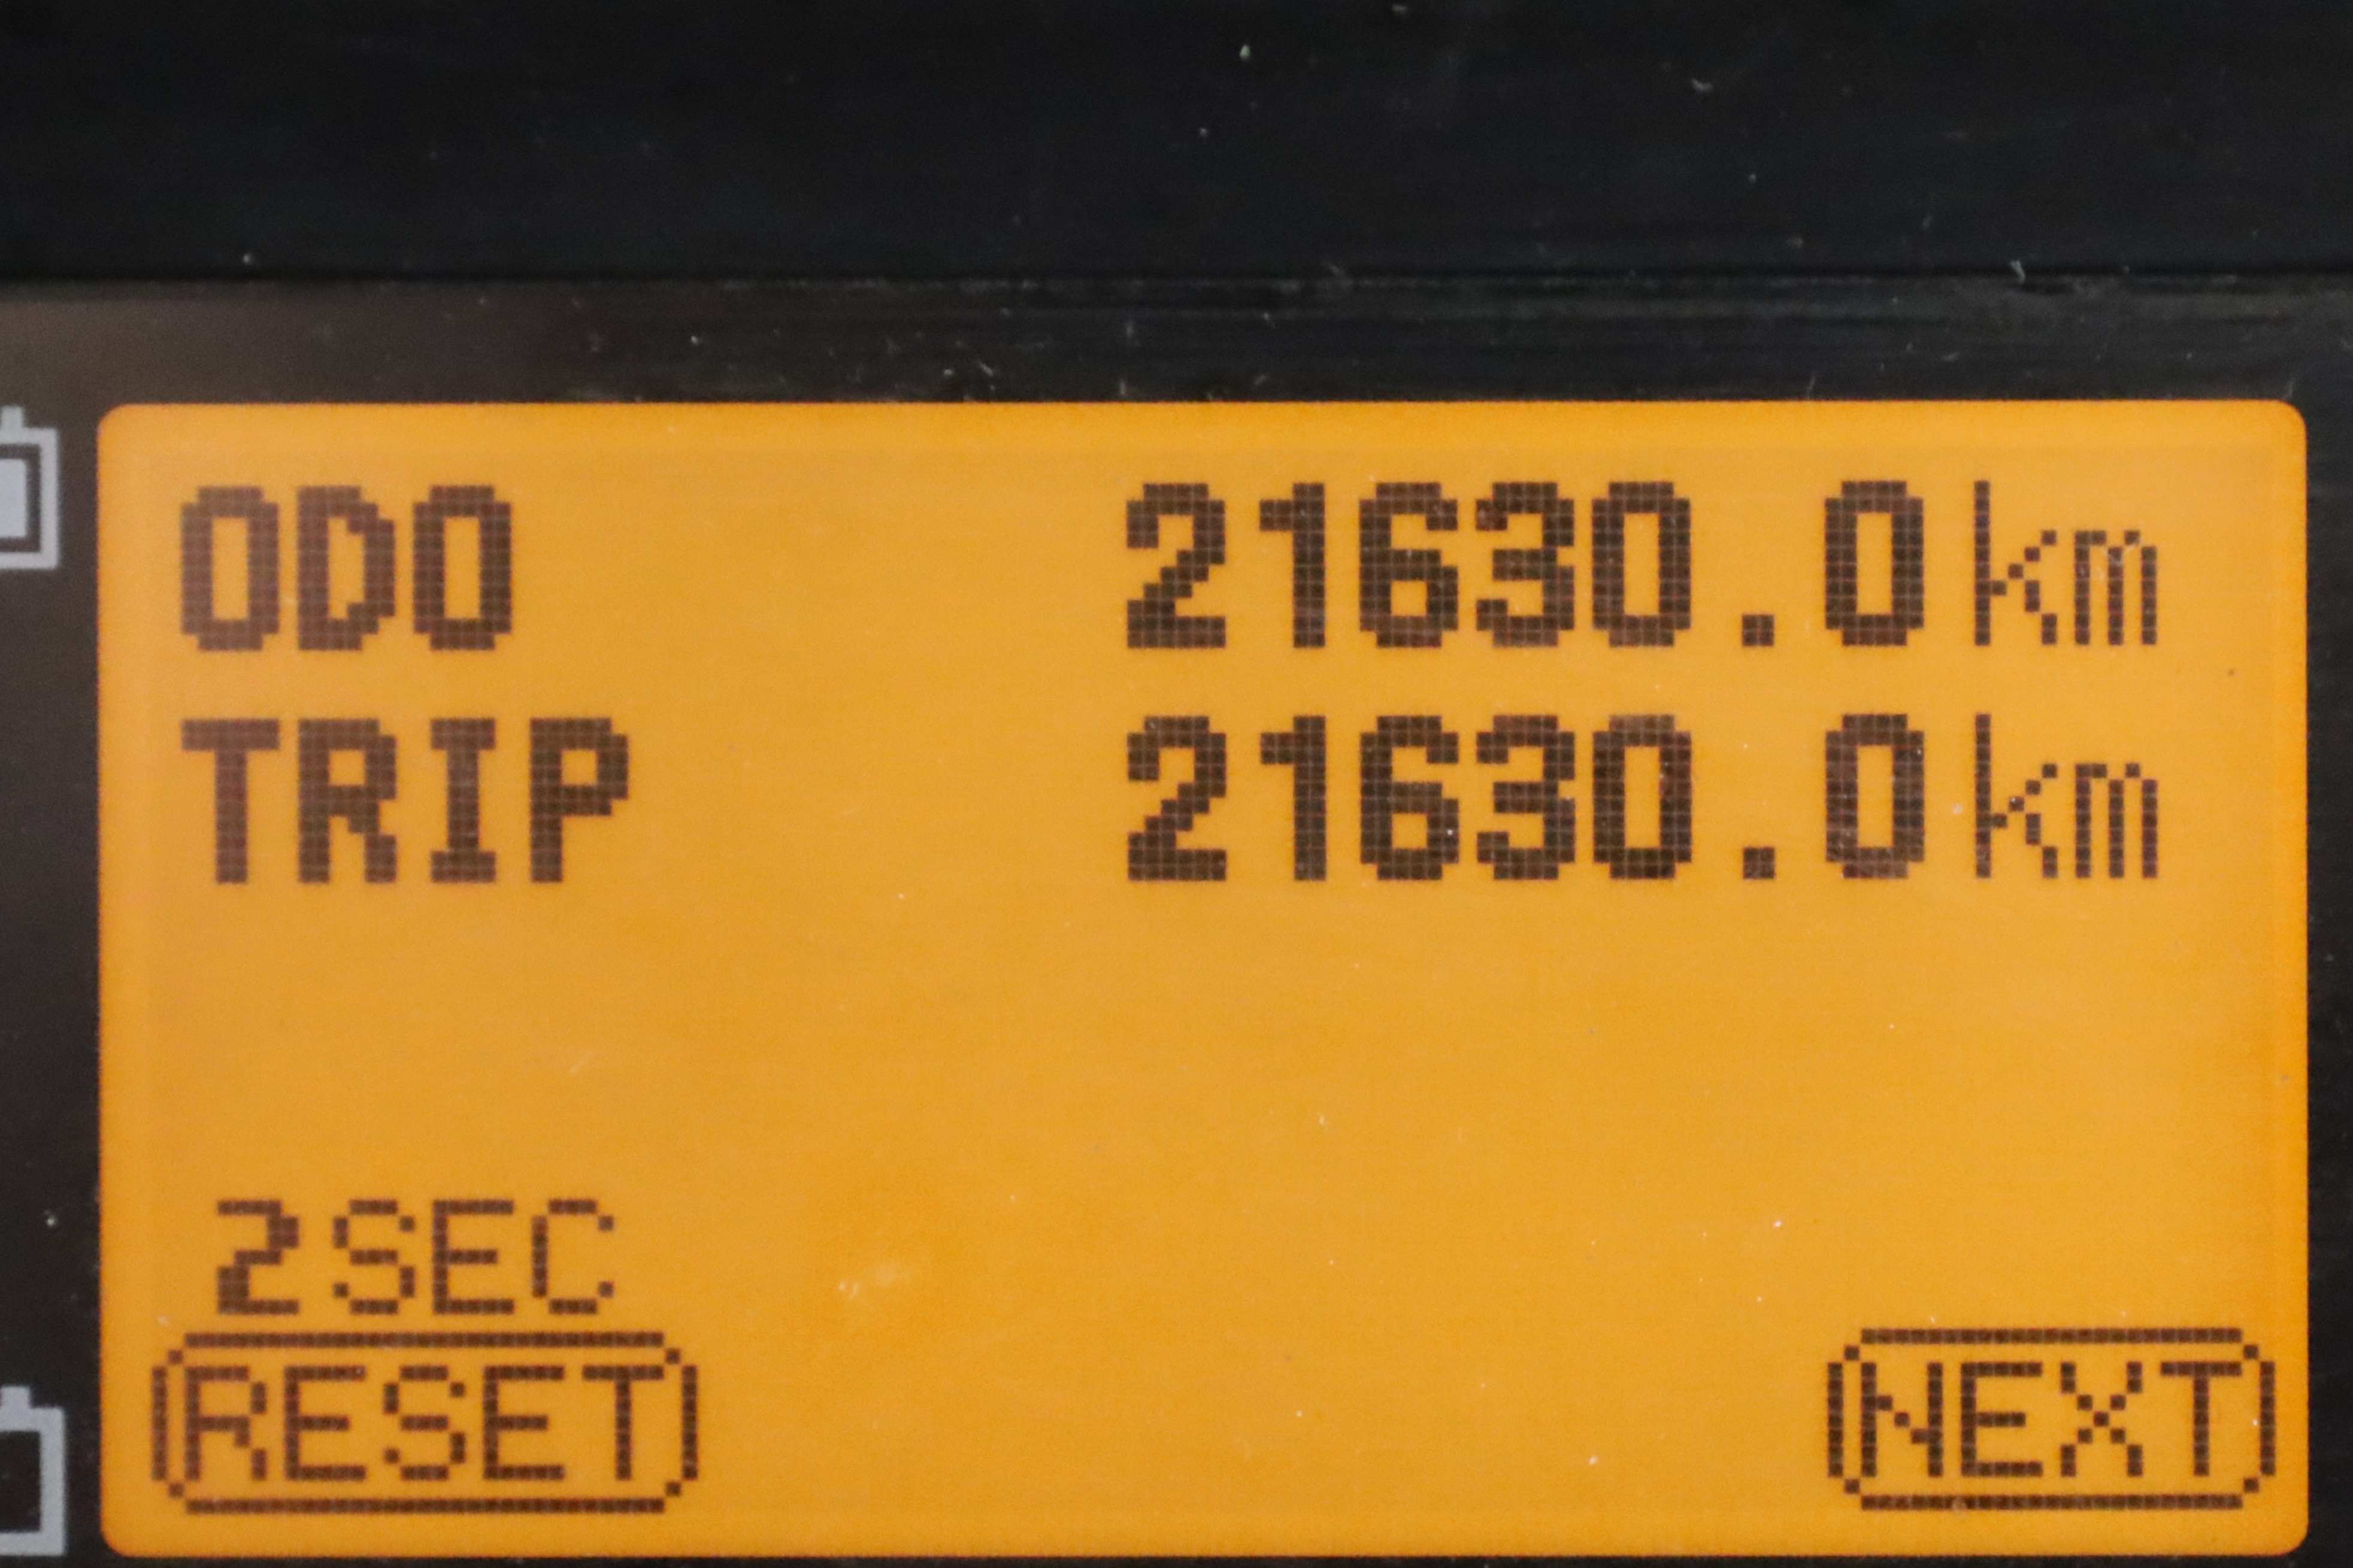 ODO 21630.0km
TRIP 21630.0km
2SEC
RESET NEXT